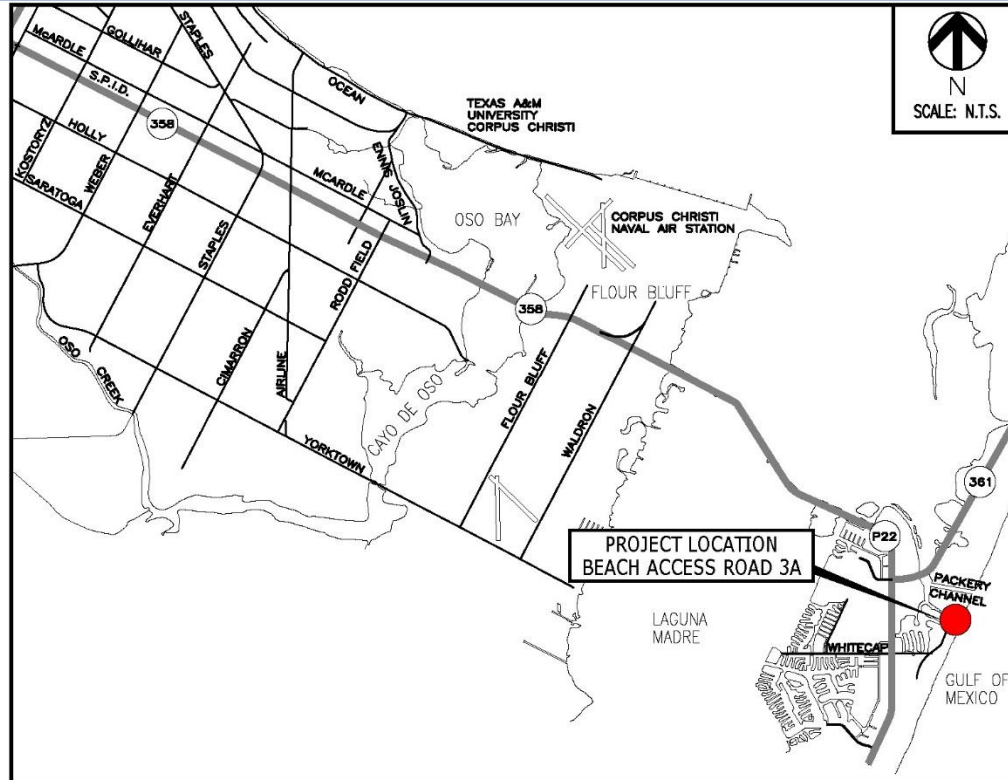 N
SCALE: N.T.S.
GOLLIHAR
STAPLES
McARDLE
S.P.I.D.
OCEAN
TEXAS A&M
UNIVERSITY
CORPUS CHRISTI
358
HOLLY
KOSTORYZ
WEBER
SARATOGA
EVERHART
STAPLES
McARDLE
ENNIS JOSLIN
OSO BAY
CORPUS CHRISTI
NAVAL AIR STATION
RODD FIELD
FLOUR BLUFF
358
OSO
CREEK
CIMARRON
AIRLINE
FLOUR BLUFF
CAYO DE OSO
WALDRON
YORKTOWN
361
P22
PROJECT LOCATION
BEACH ACCESS ROAD 3A
PACKERY
CHANNEL
LAGUNA
MADRE
WHITECAP
GULF OF
MEXICO